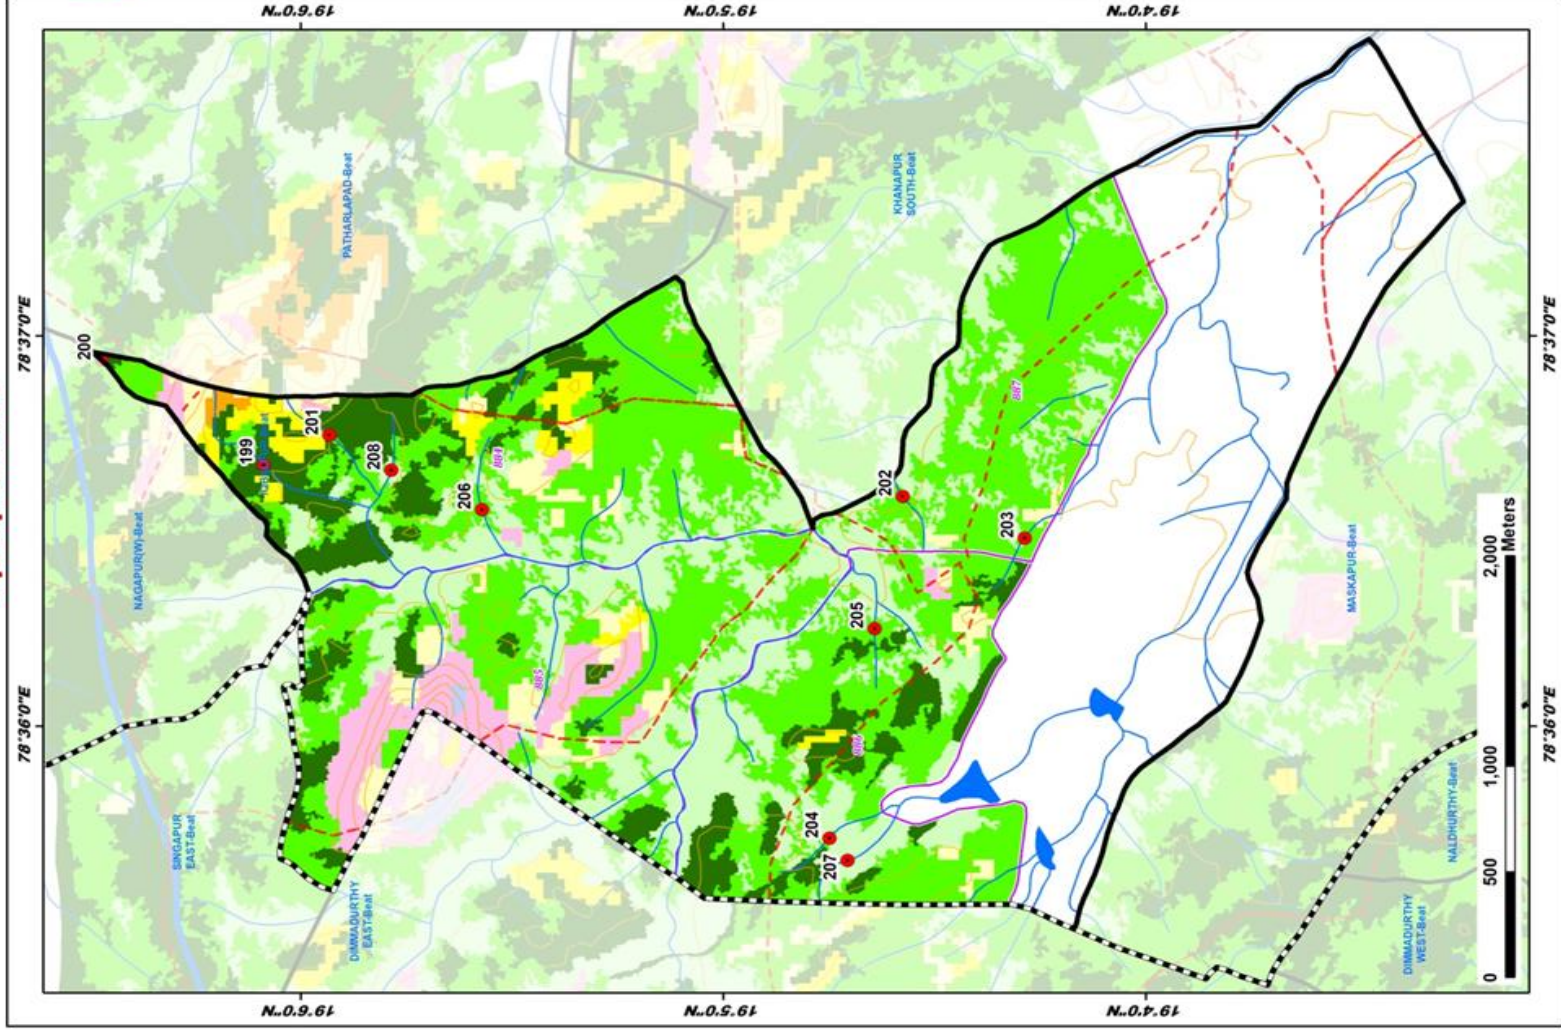 19°6'0"N
19°5'0"N
19°4'0"N
78°37'0"E
78°37'0"E
78°36'0"E
78°36'0"E
PATHARLAPAD-Beat
KHANAPUR
SOUTH-Beat
200
199
201
208
206
884
887
202
203
NAGAPUR(W)-Beat
205
885
886
MASKAPUR-Beat
204
207
SINGAPUR
EAST-Beat
DIMMADURTHY
EAST-Beat
NALDHURTHY-Beat
DIMMADURTHY
WEST-Beat
0 500 1,000 2,000
Meters
19°6'0"N
19°5'0"N
19°4'0"N